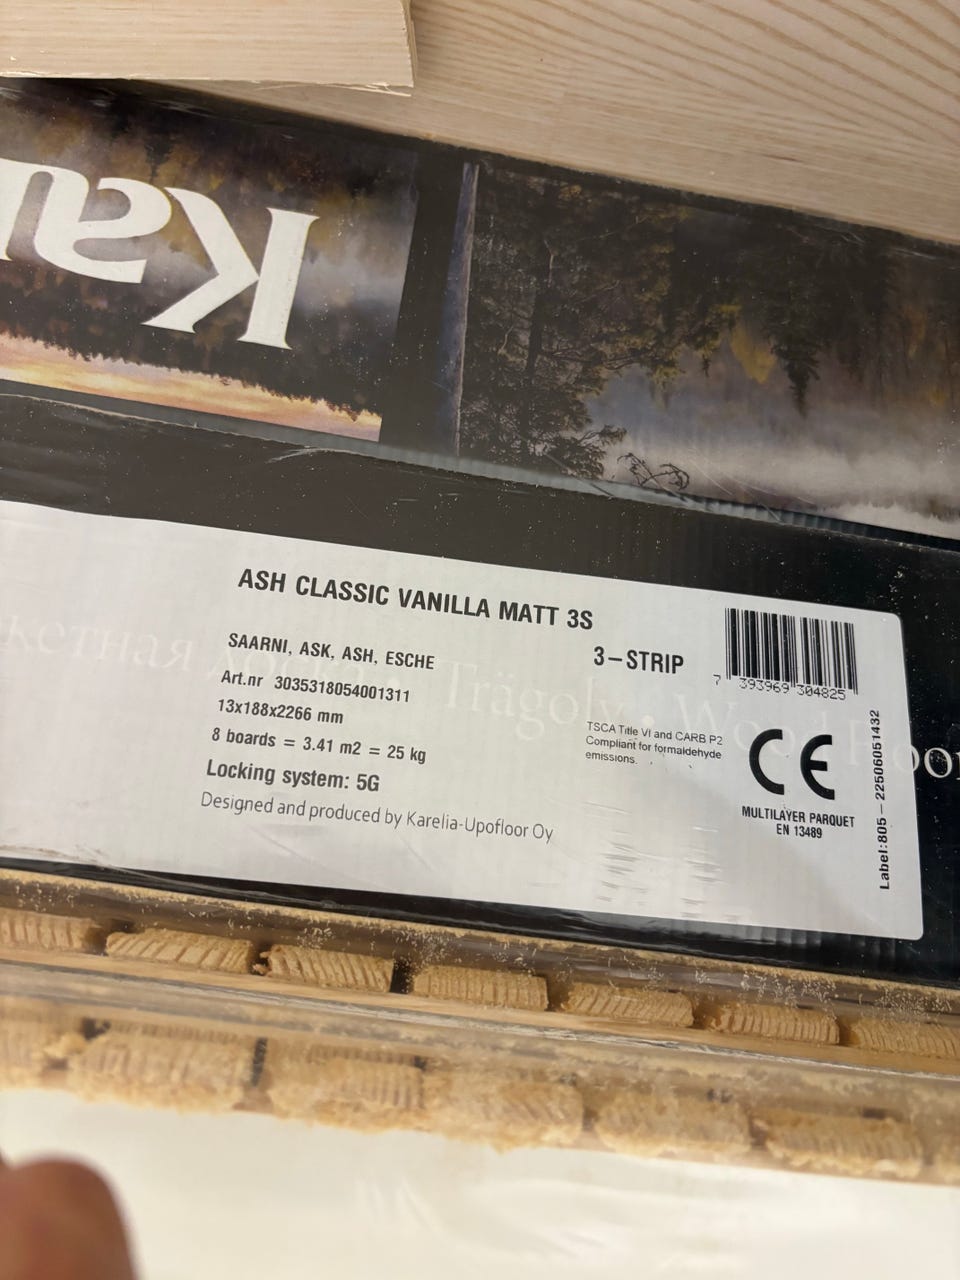 Ka
ASH CLASSIC VANILLA MATT 3S
SAARNI, ASK, ASH, ESCHE
3-STRIP
Art.nr 3035318054001311
13x188x2266 mm
8 boards = 3.41 m2 = 25 kg
Locking system: 5G
Designed and produced by Karelia-Upofloor Oy
7 393969 304825
TSCA Title VI and CARB P2
Compliant for formaldehyde
emissions.
CE
MULTILAYER PARQUET
EN 13489
Label:805-22506051432